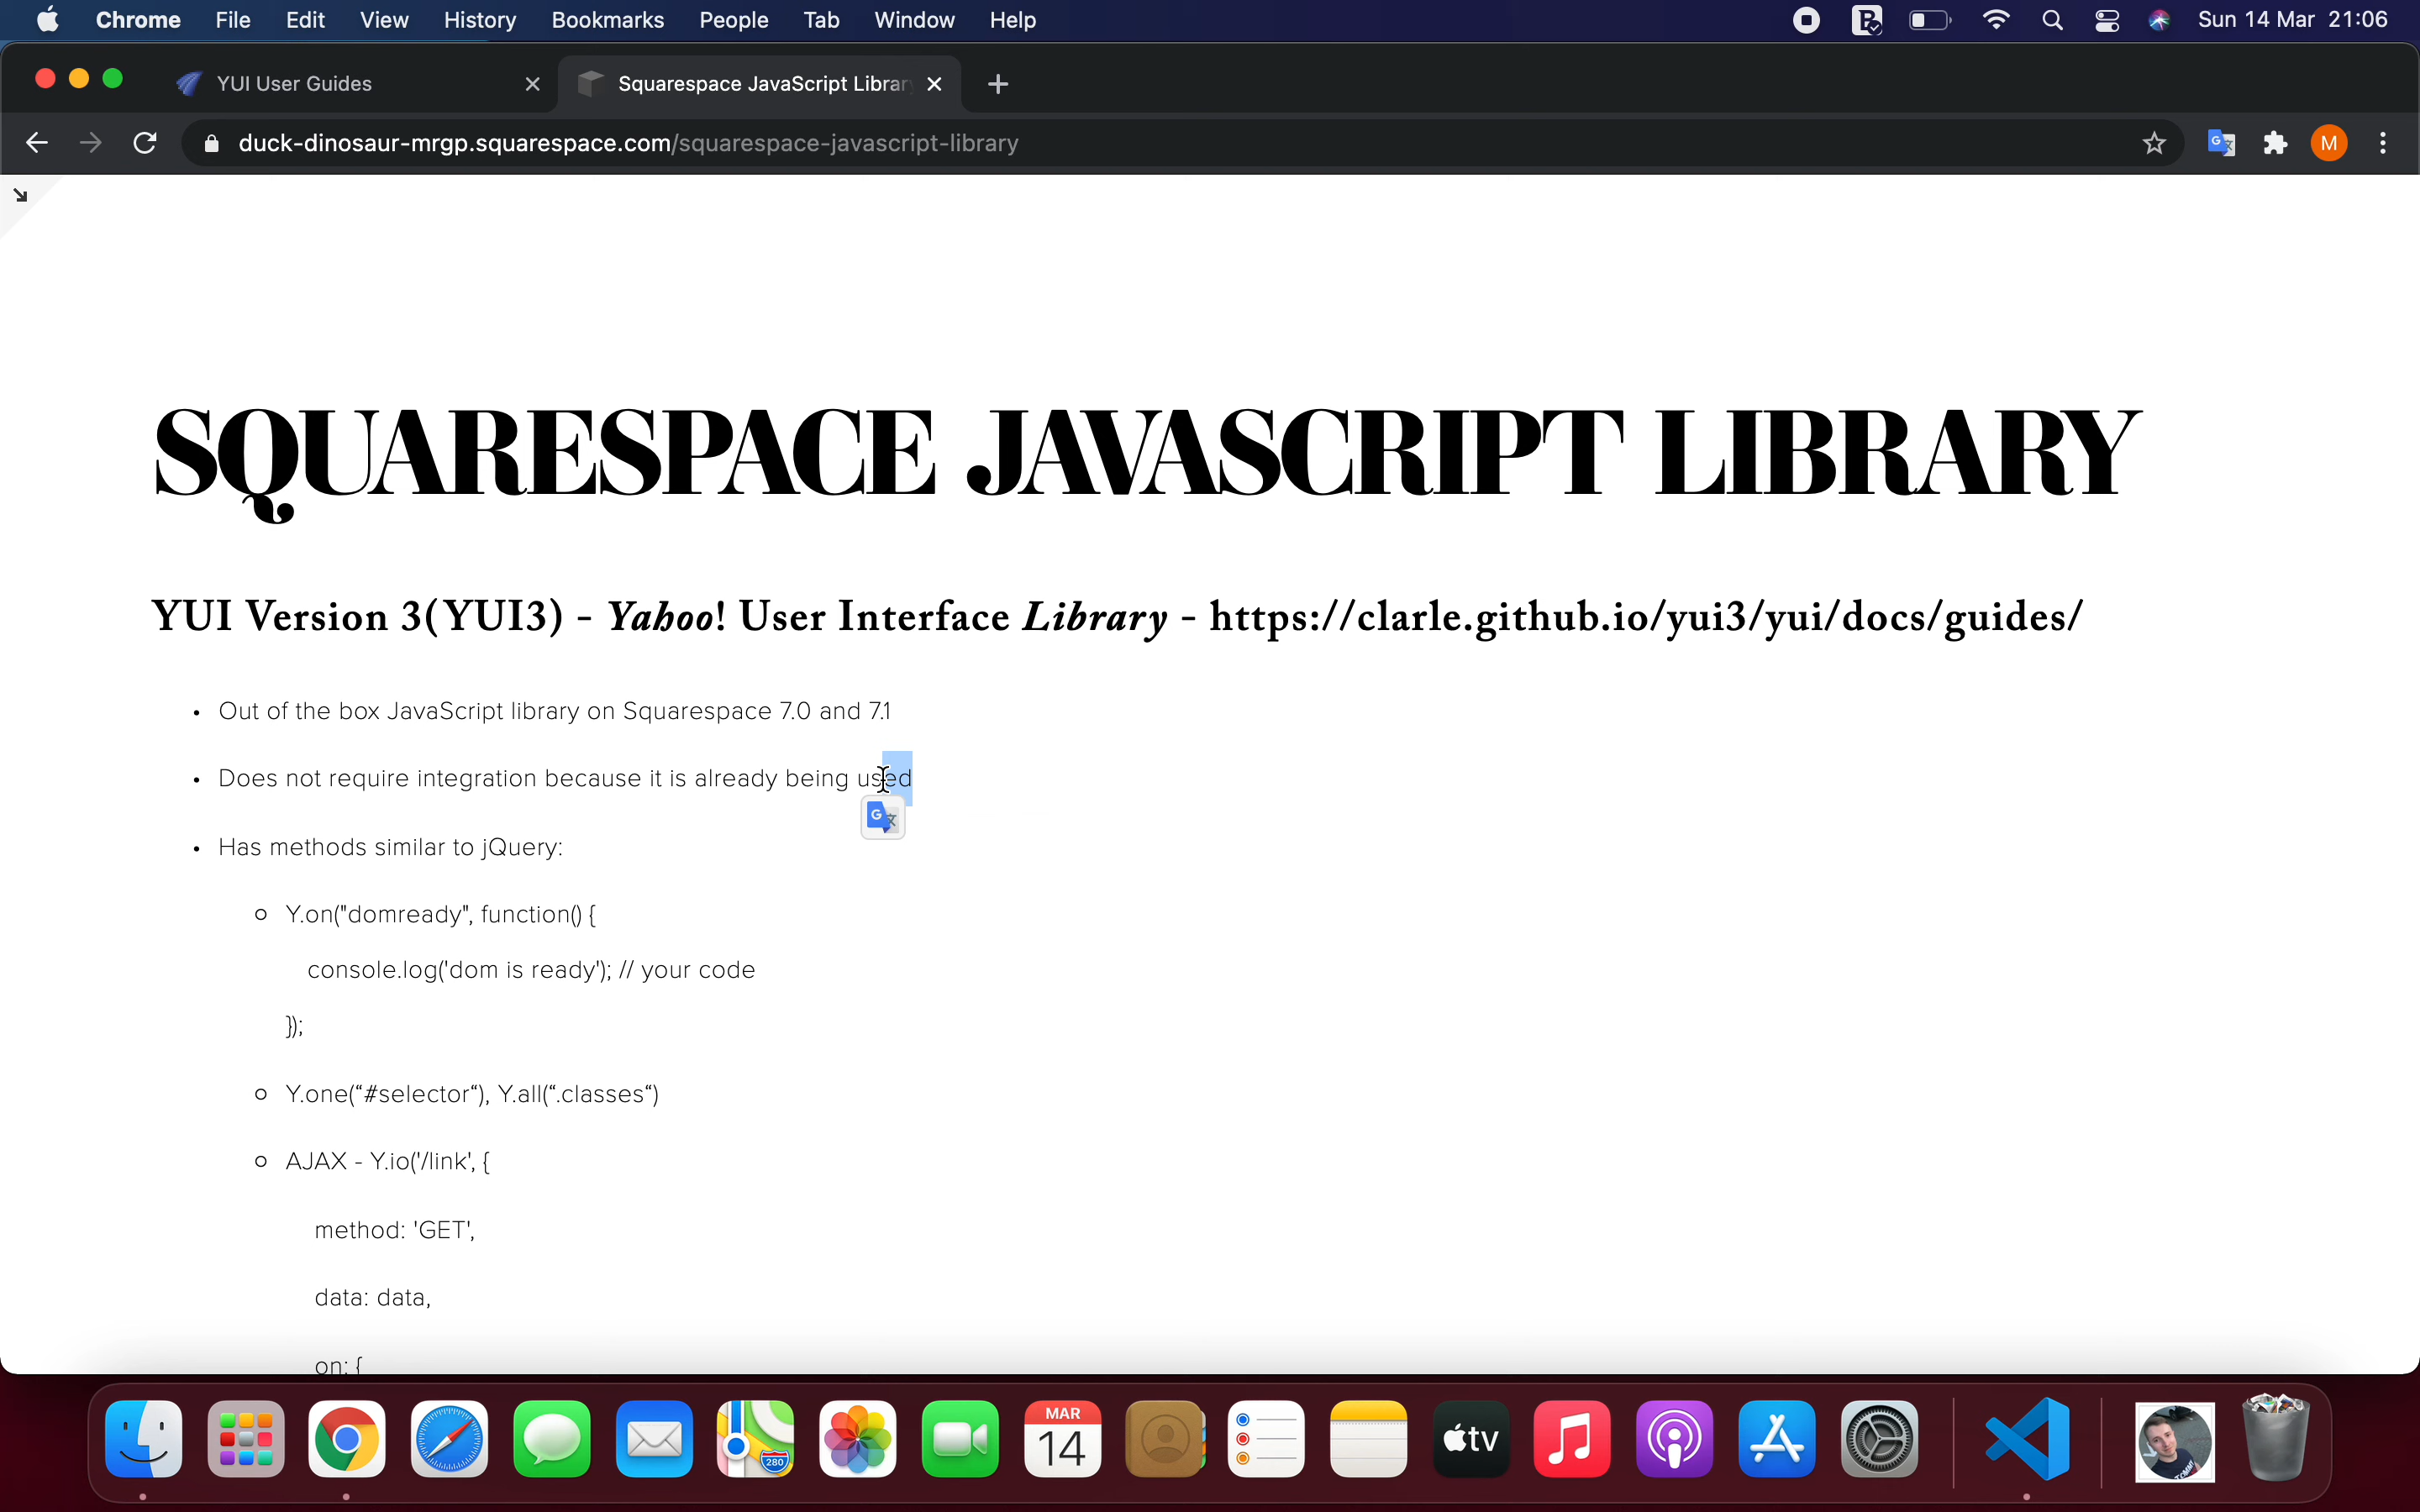 Chrome File Edit View History Bookmarks People Tab Window Help Sun 14 Mar 21:06
YUI User Guides Squarespace JavaScript Library
duck-dinosaur-mrgp.squarespace.com/squarespace-javascript-library M
SQUARESPACE JAVASCRIPT LIBRARY
YUI Version 3(YUI3) - Yahoo! User Interface Library - https://clarle.github.io/yui3/yui/docs/guides/
• Out of the box JavaScript library on Squarespace 7.0 and 7.1
• Does not require integration because it is already being used
• Has methods similar to jQuery:
Y.on("domready", function() {
console.log('dom is ready'); // your code
});
Y.one(“#selector“), Y.all(“.classes“)
AJAX - Y.io('/link', {
method: 'GET',
data: data,
on: {
MAR
14
280
tv